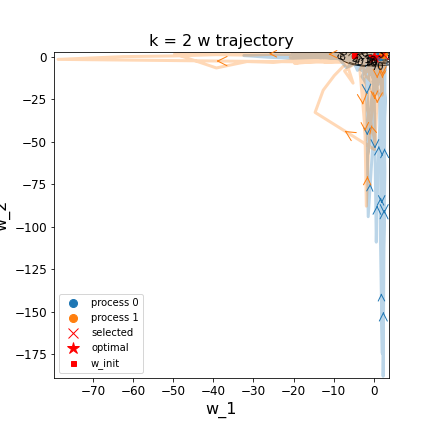 k = 2 w trajectory
0
−25
−50
−75
−100
−125
−150
−175
w_2
process 0
process 1
selected
optimal
w_init
−70 −60 −50 −40 −30 −20 −10 0
w_1